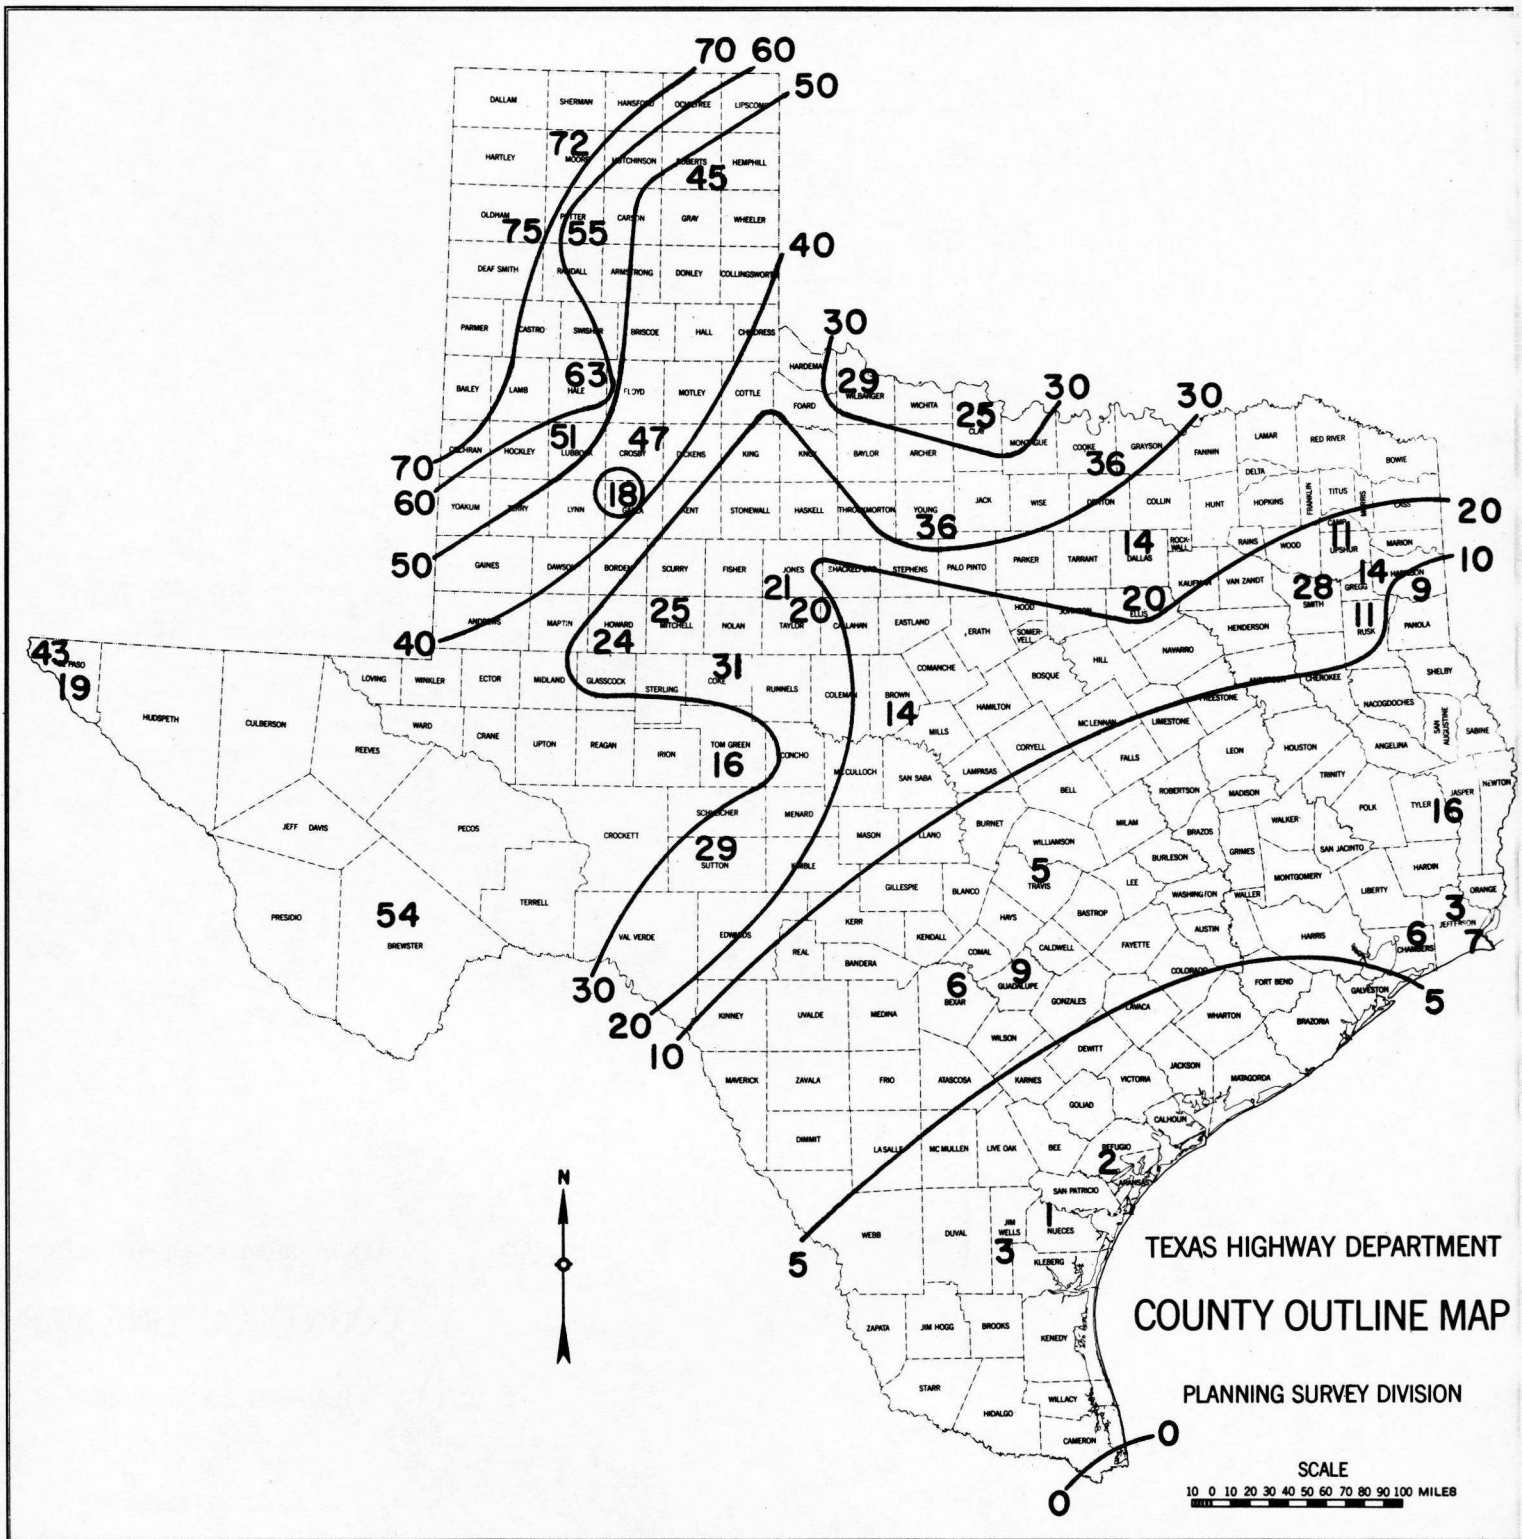 70 60
50
DALLAM SHERMAN HANSFORD OCHILTREE LIPSCOMB
72
HARTLEY MOORE HUTCHINSON ROBERTS HEMPHILL
45
OLDHAM POTTER CARSON GRAY WHEELER
75 55
40
DEAF SMITH RANDALL ARMSTRONG DONLEY COLLINGSWORTH
30
PARMER CASTRO SWISHER BRISCOE HALL CHILDRESS
HARDEMAN
63 29 30 30
BAILEY LAMB HALE FLOYD MOTLEY COTTLE FOARD WILBARGER WICHITA
25
CLAY
51 47
COCHRAN HOCKLEY LUBBOCK CROSBY DICKENS KING KNOX BAYLOR ARCHER MONTAGUE COOKE GRAYSON FANNIN LAMAR RED RIVER BOWIE
70
36
DELTA
60
18
YOAKUM TERRY LYNN GARZA KENT STONEWALL HASKELL THROCKMORTON YOUNG JACK WISE DENTON COLLIN HUNT HOPKINS FRANKLIN TITUS MORRIS CASS
20
36
CAMP
11
50
14
GAINES DAWSON BORDEN SCURRY FISHER JONES SHACKELFORD STEPHENS PALO PINTO PARKER TARRANT DALLAS ROCK-
WALL RAINS WOOD UPSHUR MARION
10
21
KAUFMAN VAN ZANDT
14
HARRISON
28 GREGG 9
25 20 20
SMITH
11
40
ANDREWS MARTIN HOWARD MITCHELL NOLAN TAYLOR CALLAHAN EASTLAND ERATH HOOD SOMER-
VELL JOHNSON ELLIS HENDERSON RUSK PANOLA
24
43
EL PASO
19
31
LOVING WINKLER ECTOR MIDLAND GLASSCOCK STERLING COKE RUNNELS COLEMAN BROWN COMANCHE BOSQUE HILL NAVARRO ANDERSON CHEROKEE SHELBY
14
HUDSPETH CULBERSON REEVES WARD CRANE UPTON REAGAN IRION TOM GREEN CONCHO MILLS HAMILTON MC LENNAN LIMESTONE FREESTONE NACOGDOCHES SAN
AUGUSTINE SABINE
16
MC CULLOCH SAN SABA LAMPASAS CORYELL FALLS LEON HOUSTON ANGELINA
BELL ROBERTSON MADISON TRINITY POLK TYLER JASPER NEWTON
16
JEFF DAVIS PECOS CROCKETT SCHLEICHER MENARD MASON LLANO BURNET WILLIAMSON MILAM BRAZOS WALKER SAN JACINTO
29
SUTTON KIMBLE
5
TRAVIS BURLESON GRIMES HARDIN
PRESIDIO 54 TERRELL GILLESPIE BLANCO LEE WASHINGTON WALLER MONTGOMERY LIBERTY ORANGE
3
BREWSTER VAL VERDE EDWARDS REAL KERR KENDALL HAYS BASTROP AUSTIN HARRIS JEFFERSON
6
CHAMBERS
7
BANDERA COMAL CALDWELL FAYETTE
30
6
9
BEXAR GUADALUPE COLORADO FORT BEND GALVESTON
5
20
KINNEY UVALDE MEDINA WILSON GONZALES LAVACA WHARTON BRAZORIA
10
MAVERICK ZAVALA FRIO ATASCOSA KARNES DEWITT VICTORIA JACKSON MATAGORDA
GOLIAD CALHOUN
DIMMIT LA SALLE MC MULLEN LIVE OAK BEE REFUGIO
2
ARANSAS
N
SAN PATRICIO
5
WEBB DUVAL JIM
WELLS
1
NUECES
3
KLEBERG
TEXAS HIGHWAY DEPARTMENT
ZAPATA JIM HOGG BROOKS KENEDY
COUNTY OUTLINE MAP
STARR HIDALGO WILLACY
PLANNING SURVEY DIVISION
CAMERON 0
0
SCALE
10 0 10 20 30 40 50 60 70 80 90 100 MILES